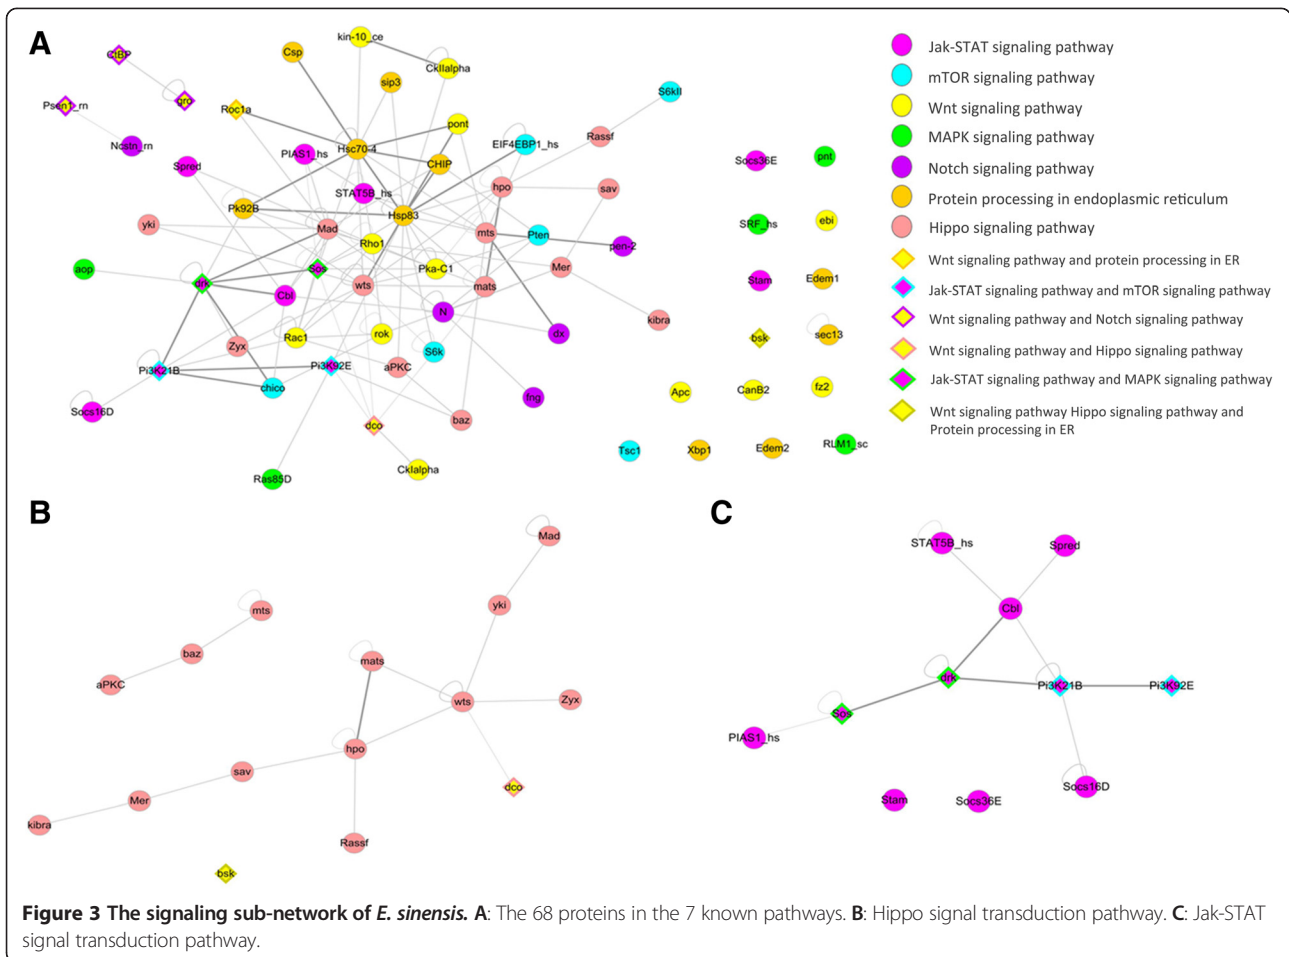 A
CtBP
gro
Psen1_rn
Ncstn_rn
Spred
Csp
kin-10_ce
CkIIalpha
sip3
Roc1a
pont
PIAS1_hs
Hsc70-4
CHIP
EIF4EBP1_hs
S6kII
Rassf
STAT5B_hs
hpo
sav
Pk92B
Hsp83
yki
Mad
Rho1
mts
Pten
pen-2
aop
Sos
Pka-C1
Mer
drk
Cbl
wts
mats
N
kibra
Zyx
Rac1
rok
dx
S6k
Pi3K21B
Pi3K92E
aPKC
chico
Socs16D
fng
dco
baz
Ras85D
CkIalpha
Socs36E
pnt
SRF_hs
ebi
Stam
Edem1
bsk
sec13
Apc
CanB2
fz2
Tsc1
Xbp1
Edem2
RLM1_sc
Jak-STAT signaling pathway
mTOR signaling pathway
Wnt signaling pathway
MAPK signaling pathway
Notch signaling pathway
Protein processing in endoplasmic reticulum
Hippo signaling pathway
Wnt signaling pathway and protein processing in ER
Jak-STAT signaling pathway and mTOR signaling pathway
Wnt signaling pathway and Notch signaling pathway
Wnt signaling pathway and Hippo signaling pathway
Jak-STAT signaling pathway and MAPK signaling pathway
Wnt signaling pathway Hippo signaling pathway and
Protein processing in ER
B
Mad
mts
yki
baz
mats
aPKC
wts
Zyx
hpo
sav
dco
Mer
kibra
Rassf
bsk
C
STAT5B_hs
Spred
Cbl
drk
Pi3K21B
Pi3K92E
Sos
PIAS1_hs
Socs16D
Stam
Socs36E
Figure 3 The signaling sub-network of E. sinensis. A: The 68 proteins in the 7 known pathways. B: Hippo signal transduction pathway. C: Jak-STAT
signal transduction pathway.